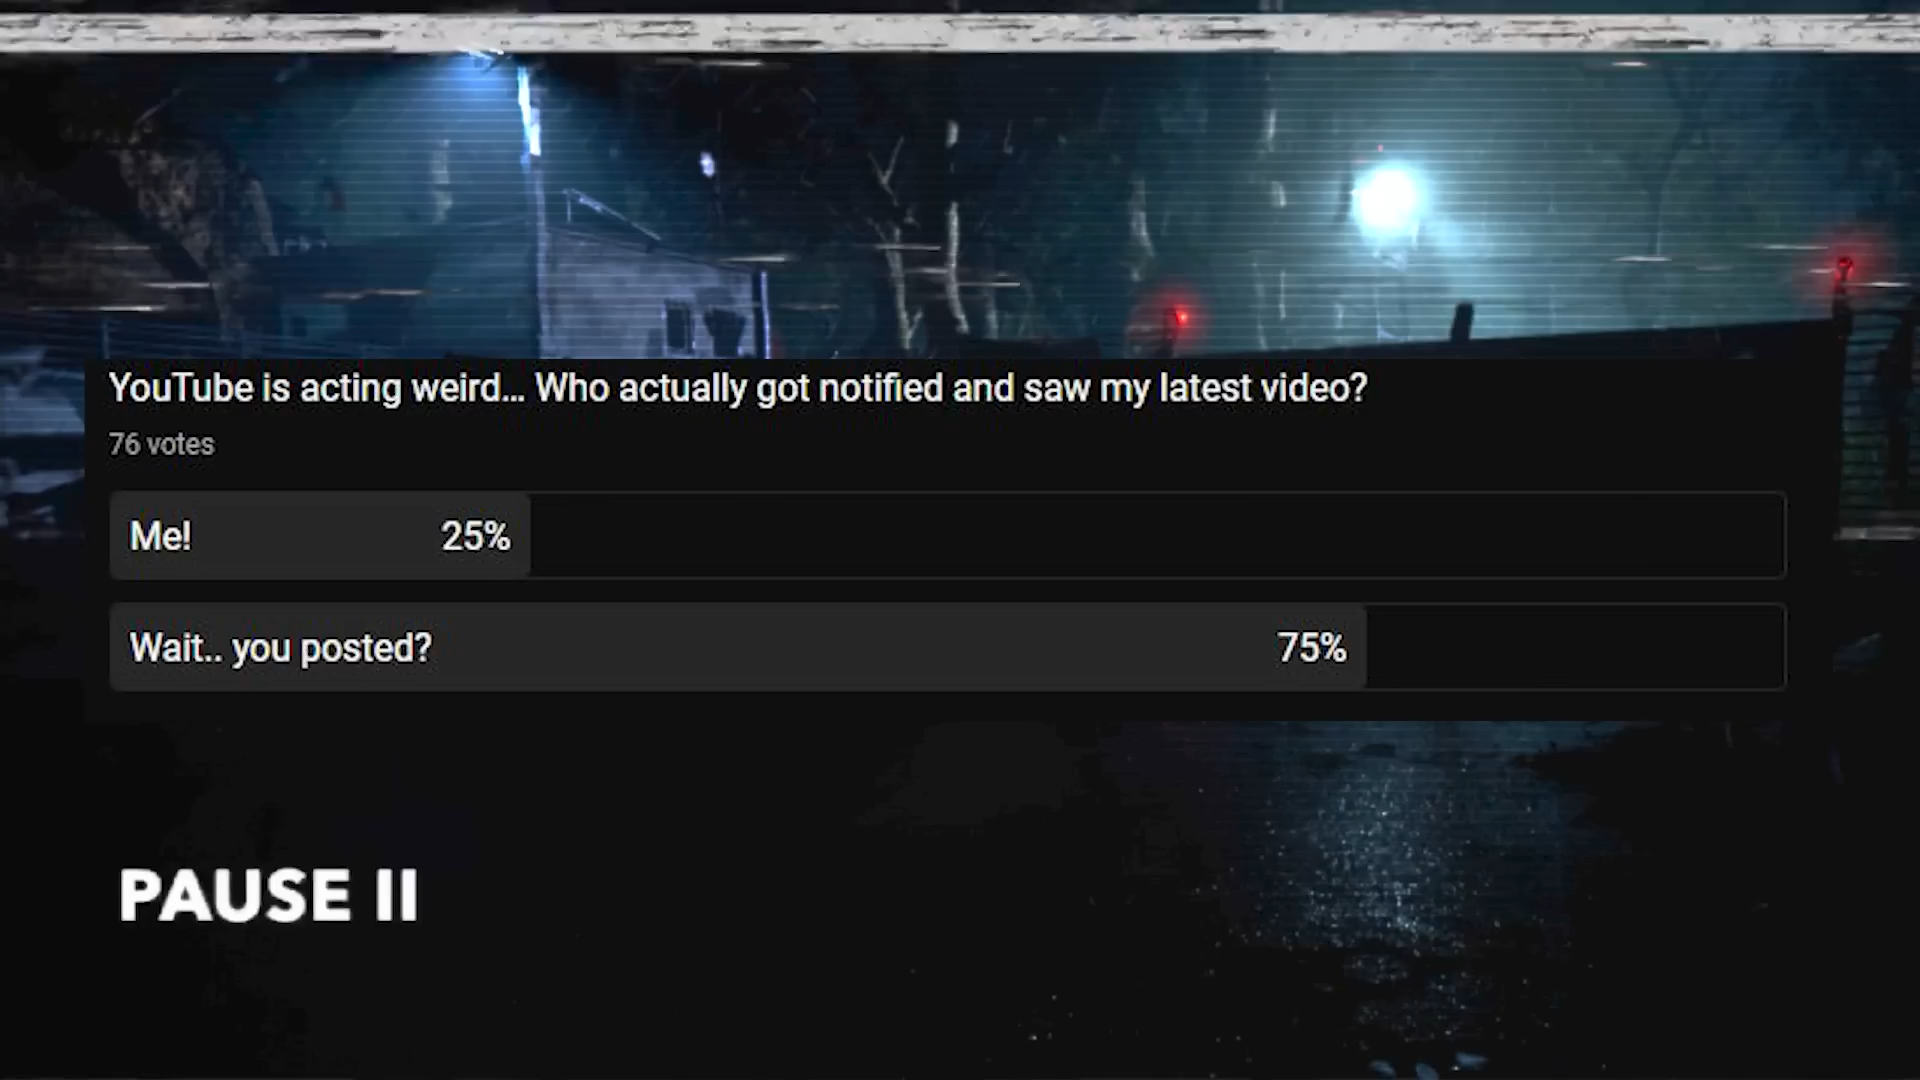 YouTube is acting weird... Who actually got notified and saw my latest video?
76 votes
Me! 25%
Wait.. you posted? 75%
PAUSE II